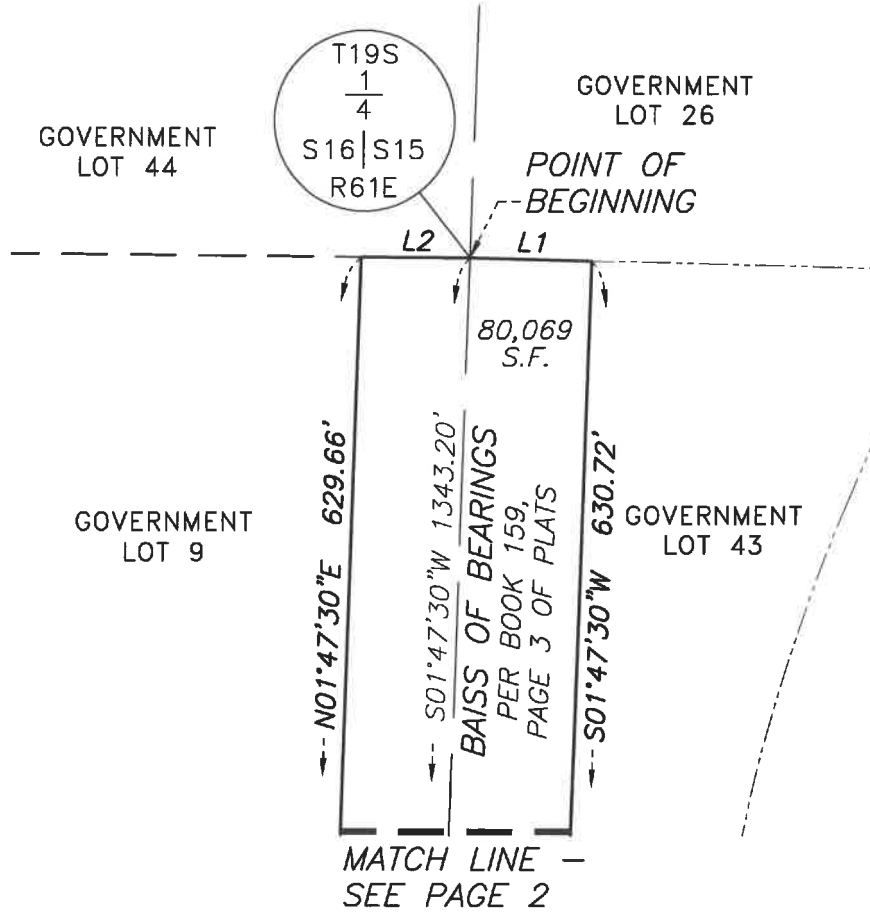 T19S
1
4
S16 | S15
R61E
GOVERNMENT
LOT 44
GOVERNMENT
LOT 26
POINT OF
BEGINNING
L2
L1
80,069
S.F.
N01°47'30"E 629.66'
S01°47'30"W 1343.20'
BAISS OF BEARINGS
PER BOOK 159,
PAGE 3 OF PLATS
S01°47'30"W 630.72'
GOVERNMENT
LOT 9
GOVERNMENT
LOT 43
MATCH LINE –
SEE PAGE 2